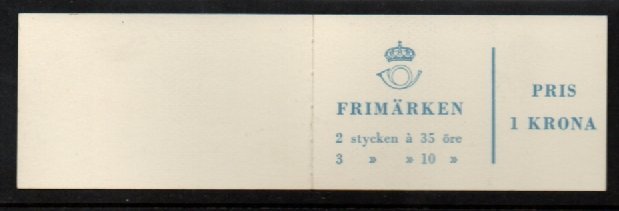 FRIMÄRKEN
2 stycken à 35 öre
3 » » 10 »
PRIS
1 KRONA